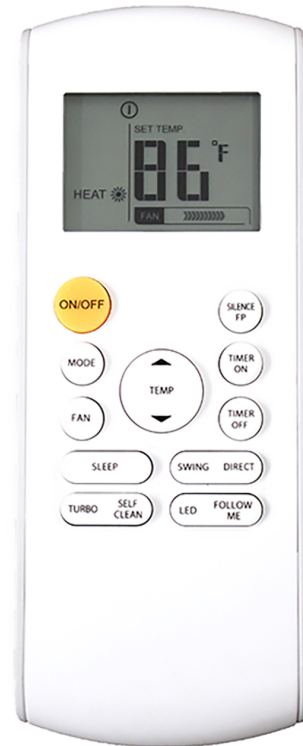 SET TEMP.
86°F
HEAT
FAN
ON/OFF
SILENCE
FP
MODE
TEMP
TIMER
ON
FAN
TIMER
OFF
SLEEP
SWING DIRECT
TURBO SELF
CLEAN
LED FOLLOW
ME